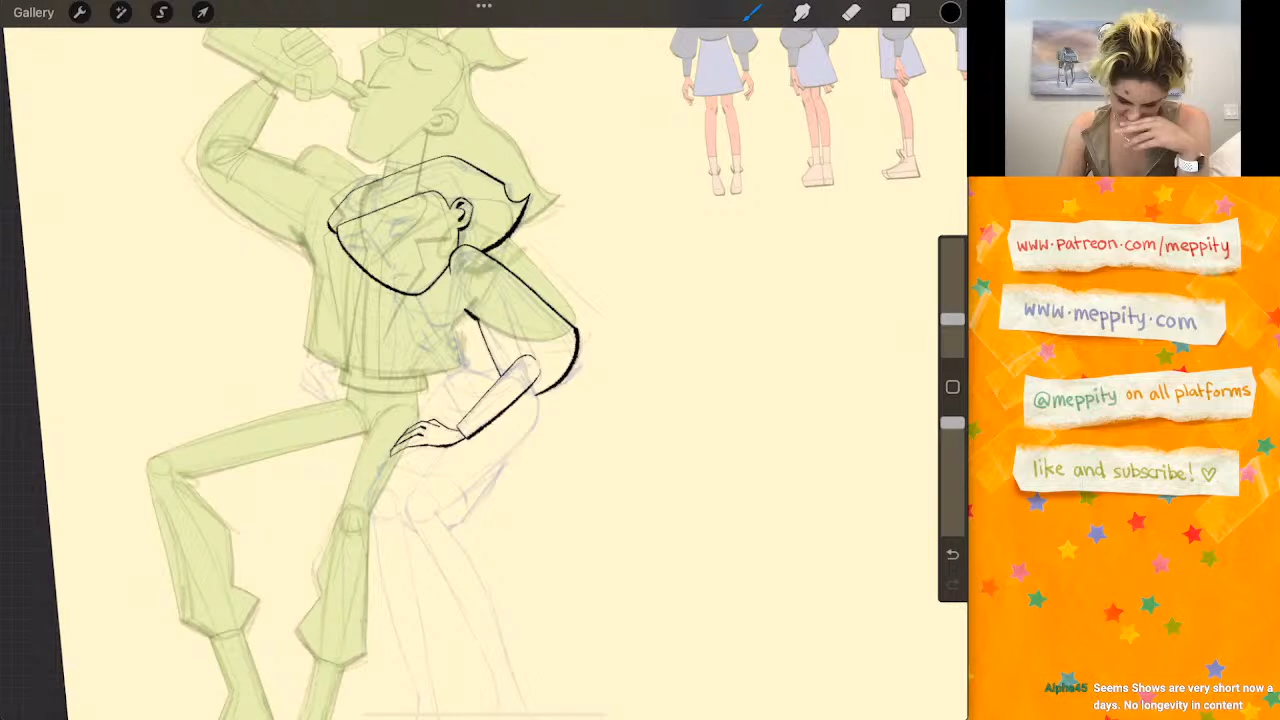 Gallery
www.patreon.com/meppity
www.meppity.com
@meppity on all platforms
like and subscribe! ♡
Alpha45 Seems Shows are very short now a
days. No longevity in content